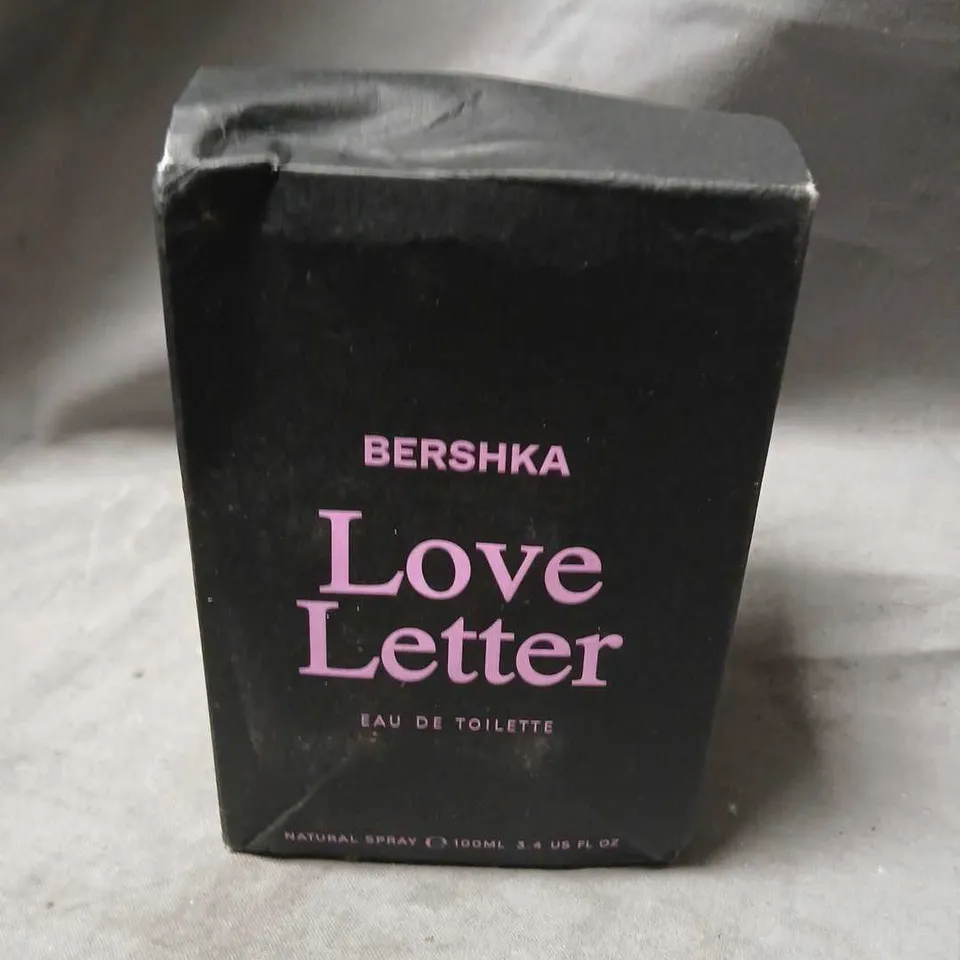 BERSHKA
Love
Letter
EAU DE TOILETTE
NATURAL SPRAY ℮ 100ML 3.4 US FL OZ